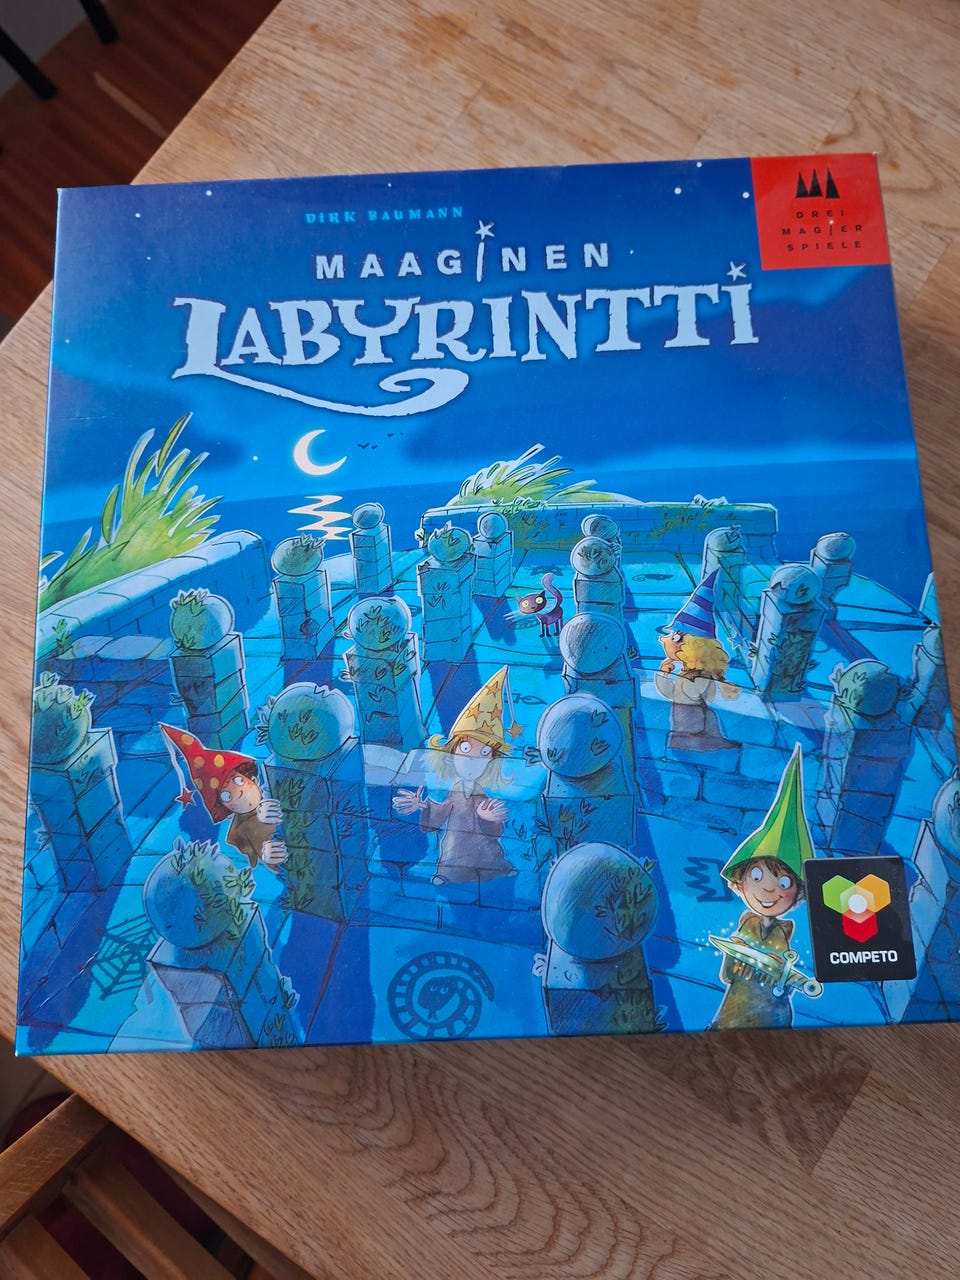 DIRK BAUMANN
MAAGINEN
LABYRINTTI
DREI
MAGIER
SPIELE
COMPETO